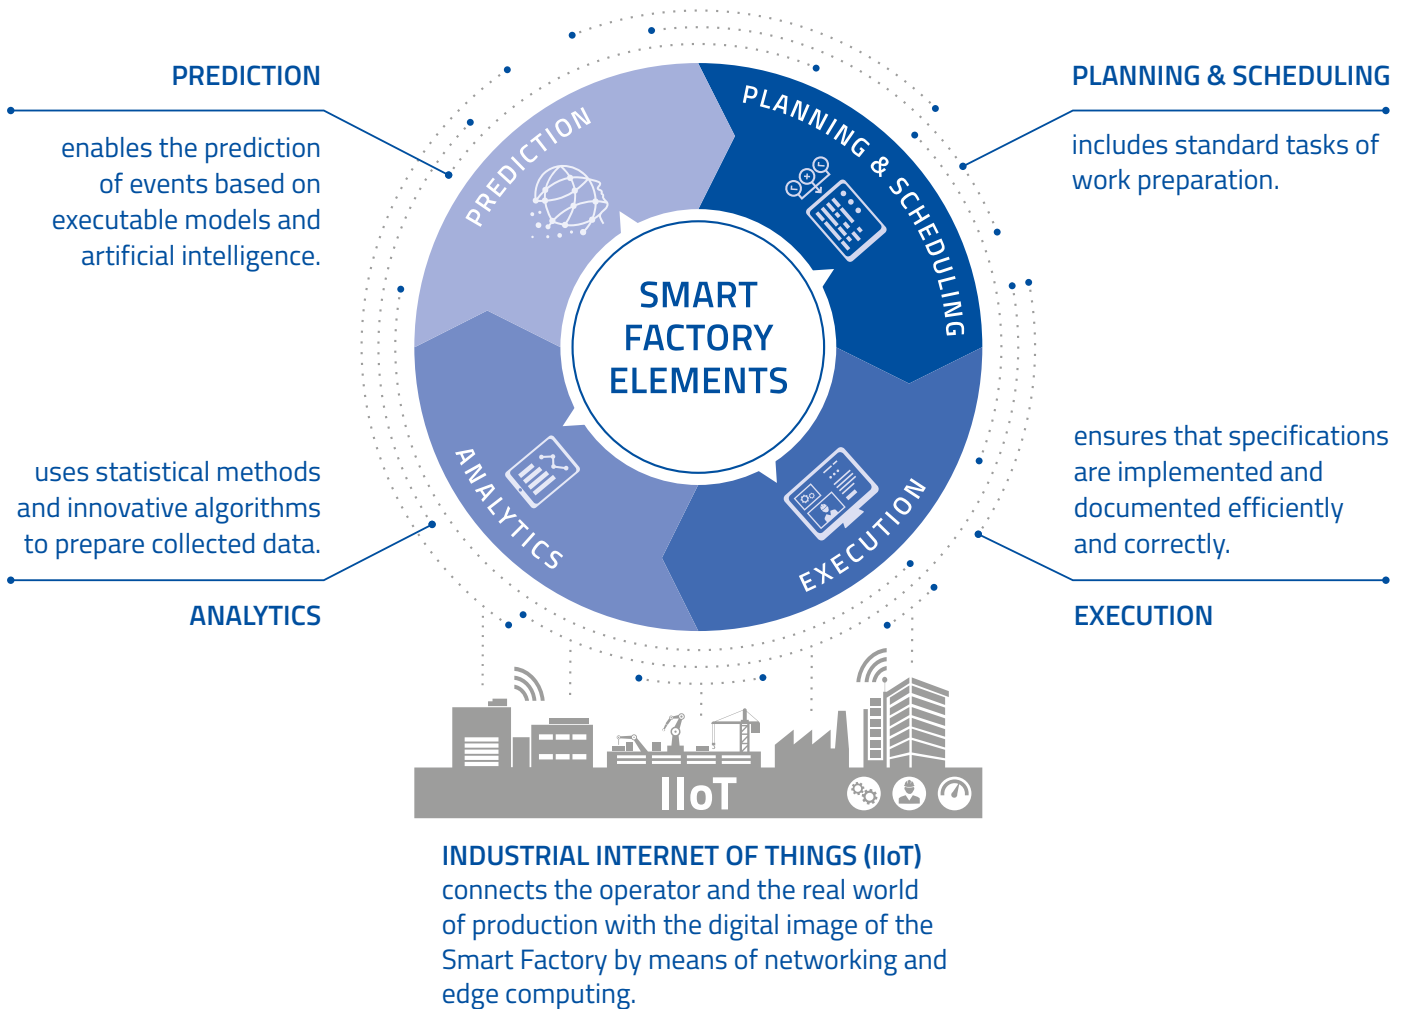 PREDICTION
enables the prediction
of events based on
executable models and
artificial intelligence.
PLANNING & SCHEDULING
includes standard tasks of
work preparation.
PREDICTION
PLANNING & SCHEDULING
SMART
FACTORY
ELEMENTS
ANALYTICS
EXECUTION
uses statistical methods
and innovative algorithms
to prepare collected data.
ANALYTICS
ensures that specifications
are implemented and
documented efficiently
and correctly.
EXECUTION
IIoT
INDUSTRIAL INTERNET OF THINGS (IIoT)
connects the operator and the real world
of production with the digital image of the
Smart Factory by means of networking and
edge computing.